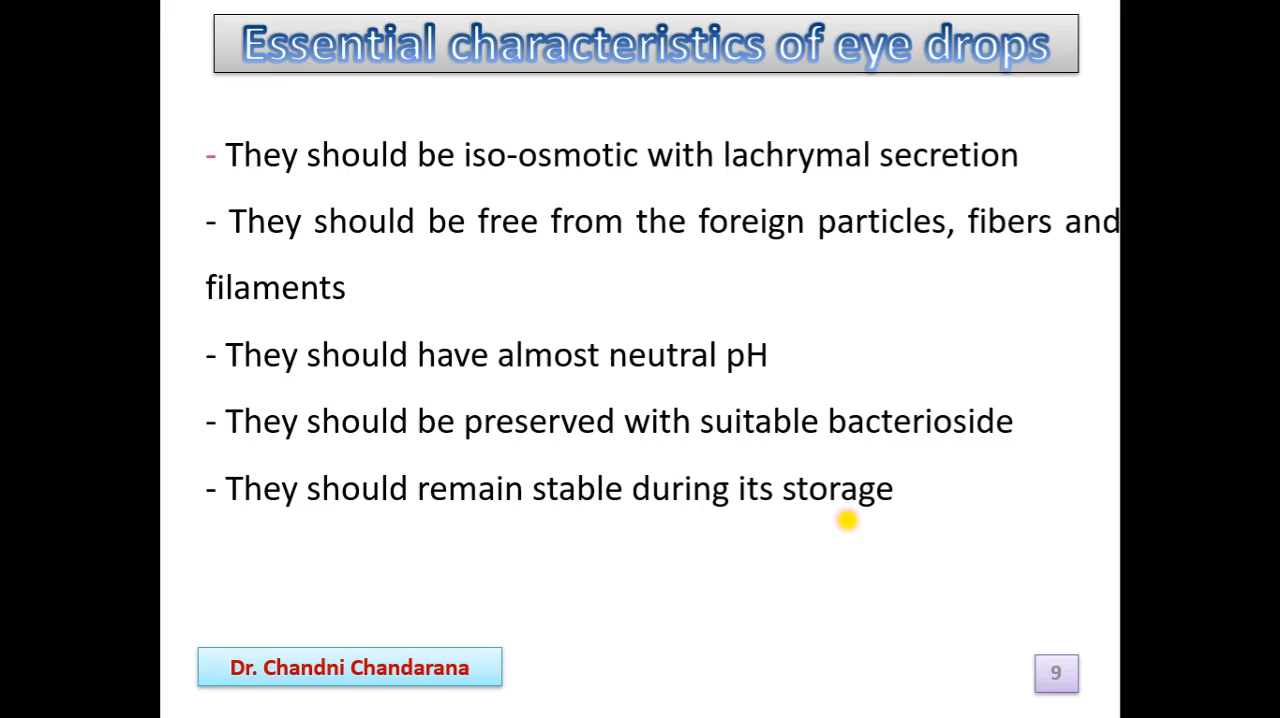 Essential characteristics of eye drops
- They should be iso-osmotic with lachrymal secretion
- They should be free from the foreign particles, fibers and
filaments
- They should have almost neutral pH
- They should be preserved with suitable bacterioside
- They should remain stable during its storage
Dr. Chandni Chandarana
9